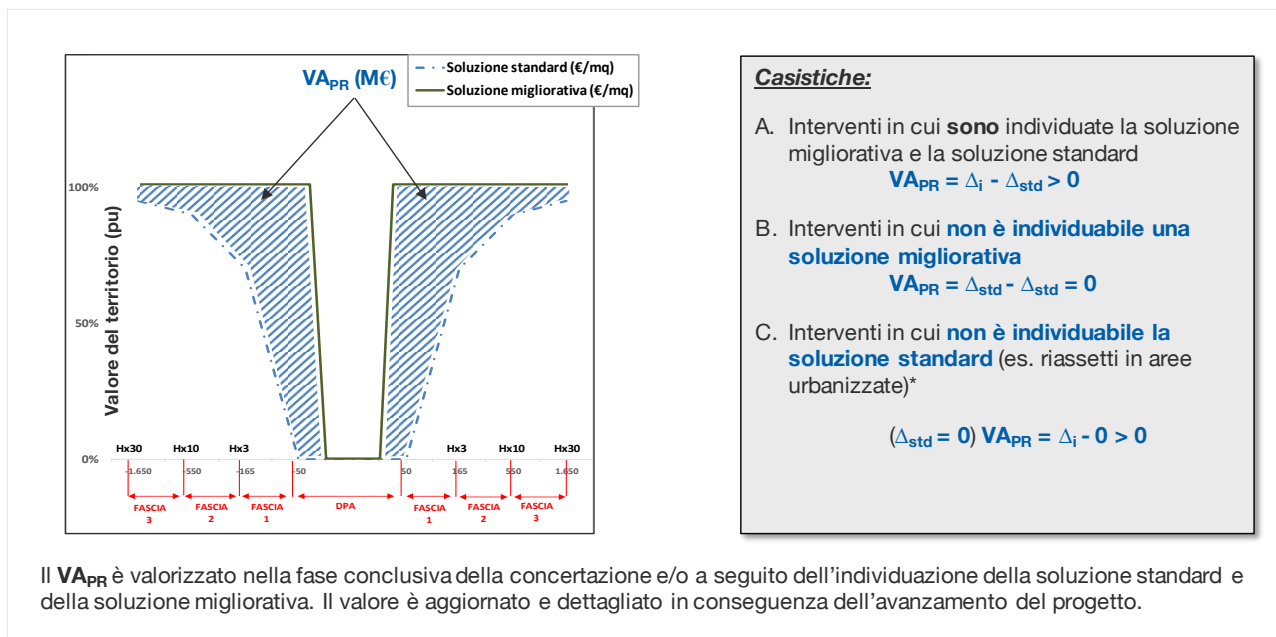 VAPR (M€)
Soluzione standard (€/mq)
Soluzione migliorativa (€/mq)
Valore del territorio (pu)
100%
50%
0%
Hx30 Hx10 Hx3 Hx3 Hx10 Hx30
-1.650 -550 -165 -50 50 165 550 1.650
FASCIA 3 FASCIA 2 FASCIA 1 DPA FASCIA 1 FASCIA 2 FASCIA 3
Casistiche:
A. Interventi in cui sono individuate la soluzione
migliorativa e la soluzione standard
VAPR = Δi - Δstd > 0
B. Interventi in cui non è individuabile una
soluzione migliorativa
VAPR = Δstd - Δstd = 0
C. Interventi in cui non è individuabile la
soluzione standard (es. riassetti in aree
urbanizzate)*
(Δstd = 0) VAPR = Δi - 0 > 0
Il VAPR è valorizzato nella fase conclusiva della concertazione e/o a seguito dell'individuazione della soluzione standard e
della soluzione migliorativa. Il valore è aggiornato e dettagliato in conseguenza dell'avanzamento del progetto.